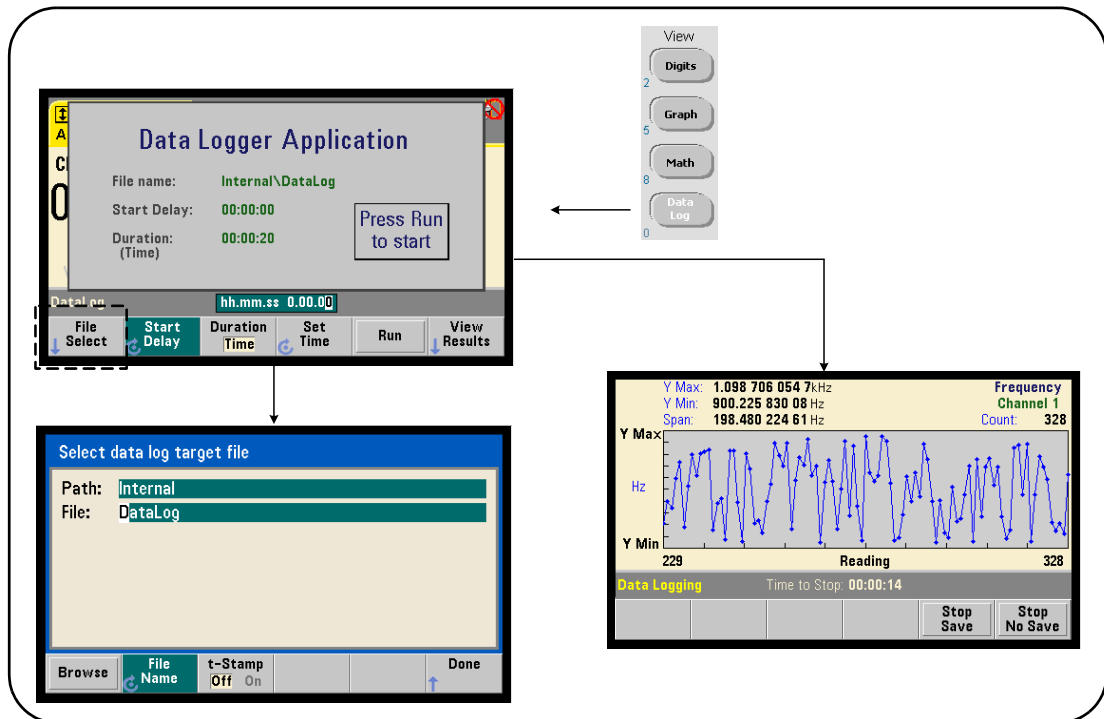 View
Digits
2
Graph
5
Math
8
Data
Log
0
A
Data Logger Application
C
File name: Internal\DataLog
0
Start Delay: 00:00:00
Duration: 00:00:20
(Time)
Press Run
to start
DataLog hh.mm.ss 0.00.00
File
Select
Start
Delay
Duration
Time
Set
Time
Run
View
Results
Select data log target file
Path: Internal
File: DataLog
Browse
File
Name
t-Stamp
Off On
Done
Y Max: 1.098 706 054 7kHz Frequency
Y Min: 900.225 830 08 Hz Channel 1
Span: 198.480 224 61 Hz Count: 328
Y Max
Hz
Y Min
229 Reading 328
Data Logging Time to Stop: 00:00:14
Stop
Save
Stop
No Save